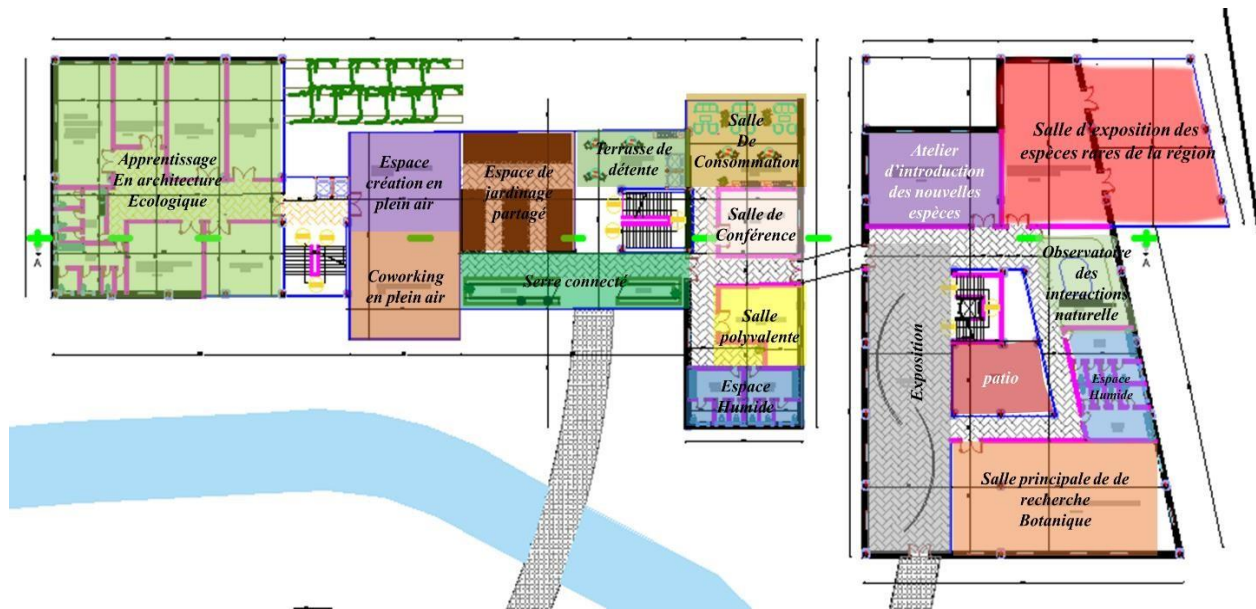 Apprentissage
En architecture
Ecologique
Espace
création en
plein air
Coworking
en plein air
Espace de
jardinage
partagé
Terrasse de
détente
Serre connecté
Salle
De
Consommation
Salle de
Conférence
Salle
polyvalente
Espace
Humide
A
Atelier
d'introduction
des nouvelles
espèces
Salle d'exposition des
espèces rares de la région
Observatoire
des
interactions
naturelle
Exposition
patio
Espace
Humide
Salle principale de de
recherche
Botanique
A